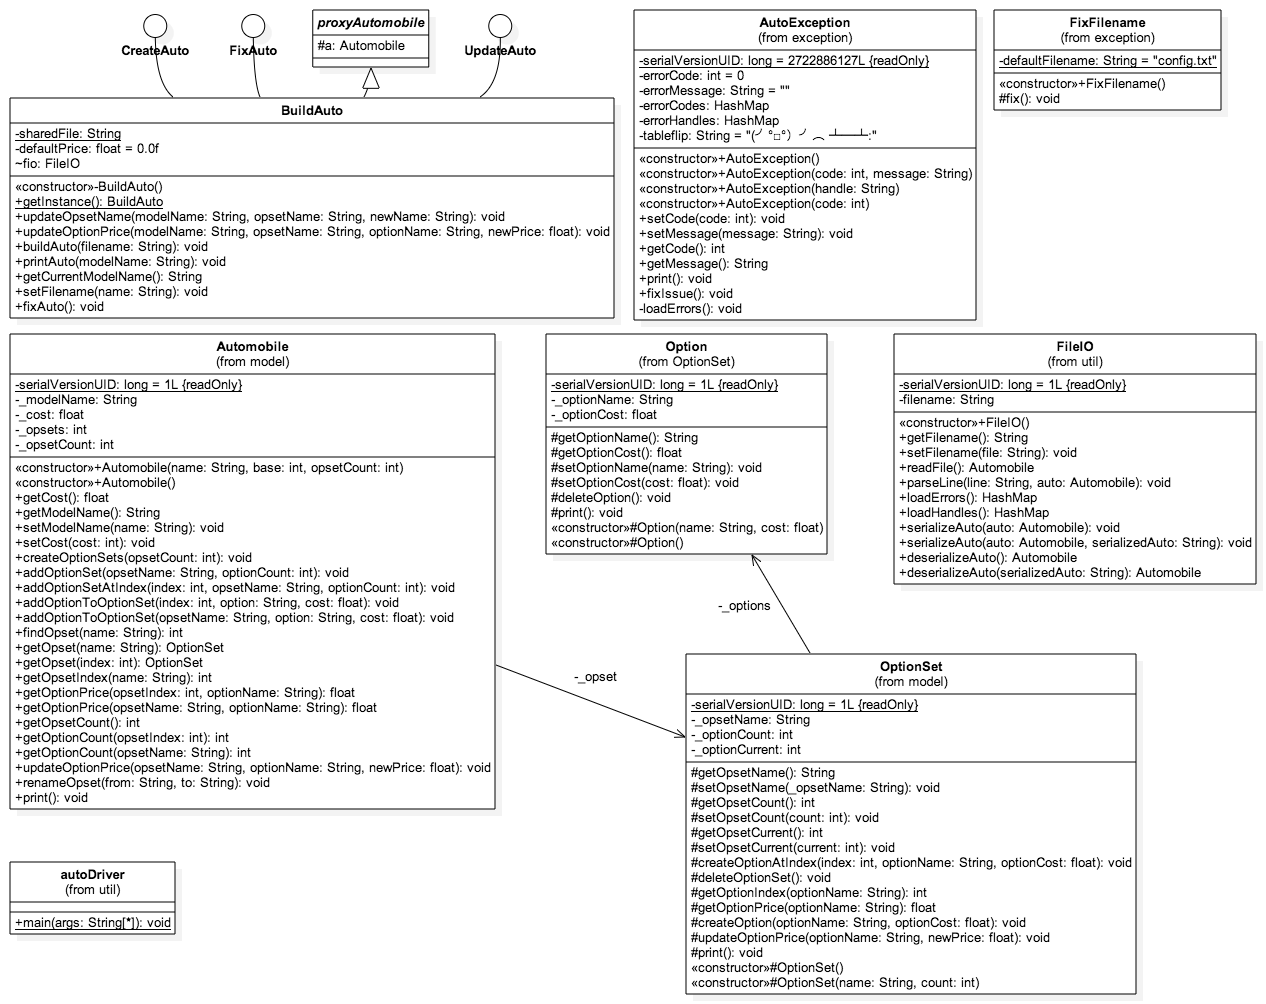 CreateAuto
FixAuto
proxyAutomobile
#a: Automobile
UpdateAuto
BuildAuto
-sharedFile: String
-defaultPrice: float = 0.0f
~fio: FileIO
«constructor»-BuildAuto()
+getInstance(): BuildAuto
+updateOpsetName(modelName: String, opsetName: String, newName: String): void
+updateOptionPrice(modelName: String, opsetName: String, optionName: String, newPrice: float): void
+buildAuto(filename: String): void
+printAuto(modelName: String): void
+getCurrentModelName(): String
+setFilename(name: String): void
+fixAuto(): void
AutoException
(from exception)
-serialVersionUID: long = 2722886127L {readOnly}
-errorCode: int = 0
-errorMessage: String = ""
-errorCodes: HashMap
-errorHandles: HashMap
-tableflip: String = "(╯°□°）╯︵ ┻━┻:"
«constructor»+AutoException()
«constructor»+AutoException(code: int, message: String)
«constructor»+AutoException(handle: String)
«constructor»+AutoException(code: int)
+setCode(code: int): void
+setMessage(message: String): void
+getCode(): int
+getMessage(): String
+print(): void
+fixIssue(): void
-loadErrors(): void
FixFilename
(from exception)
-defaultFilename: String = "config.txt"
«constructor»+FixFilename()
#fix(): void
Automobile
(from model)
-serialVersionUID: long = 1L {readOnly}
-_modelName: String
-_cost: float
-_opsets: int
-_opsetCount: int
«constructor»+Automobile(name: String, base: int, opsetCount: int)
«constructor»+Automobile()
+getCost(): float
+getModelName(): String
+setModelName(name: String): void
+setCost(cost: int): void
+createOptionSets(opsetCount: int): void
+addOptionSet(opsetName: String, optionCount: int): void
+addOptionSetAtIndex(index: int, opsetName: String, optionCount: int): void
+addOptionToOptionSet(index: int, option: String, cost: float): void
+addOptionToOptionSet(opsetName: String, option: String, cost: float): void
+findOpset(name: String): int
+getOpset(name: String): OptionSet
+getOpset(index: int): OptionSet
+getOpsetIndex(name: String): int
+getOptionPrice(opsetIndex: int, optionName: String): float
+getOptionPrice(opsetName: String, optionName: String): float
+getOpsetCount(): int
+getOptionCount(opsetIndex: int): int
+getOptionCount(opsetName: String): int
+updateOptionPrice(opsetName: String, optionName: String, newPrice: float): void
+renameOpset(from: String, to: String): void
+print(): void
Option
(from OptionSet)
-serialVersionUID: long = 1L {readOnly}
-_optionName: String
-_optionCost: float
#getOptionName(): String
#getOptionCost(): float
#setOptionName(name: String): void
#setOptionCost(cost: float): void
#deleteOption(): void
#print(): void
«constructor»#Option(name: String, cost: float)
«constructor»#Option()
FileIO
(from util)
-serialVersionUID: long = 1L {readOnly}
-filename: String
«constructor»+FileIO()
+getFilename(): String
+setFilename(file: String): void
+readFile(): Automobile
+parseLine(line: String, auto: Automobile): void
+loadErrors(): HashMap
+loadHandles(): HashMap
+serializeAuto(auto: Automobile): void
+serializeAuto(auto: Automobile, serializedAuto: String): void
+deserializeAuto(): Automobile
+deserializeAuto(serializedAuto: String): Automobile
-_options
-_opset
OptionSet
(from model)
-serialVersionUID: long = 1L {readOnly}
-_opsetName: String
-_optionCount: int
-_optionCurrent: int
#getOpsetName(): String
#setOpsetName(_opsetName: String): void
#getOpsetCount(): int
#setOpsetCount(count: int): void
#getOpsetCurrent(): int
#setOpsetCurrent(current: int): void
#createOptionAtIndex(index: int, optionName: String, optionCost: float): void
#deleteOptionSet(): void
#getOptionIndex(optionName: String): int
#getOptionPrice(optionName: String): float
#createOption(optionName: String, optionCost: float): void
#updateOptionPrice(optionName: String, newPrice: float): void
#print(): void
«constructor»#OptionSet()
«constructor»#OptionSet(name: String, count: int)
autoDriver
(from util)
+main(args: String[*]): void